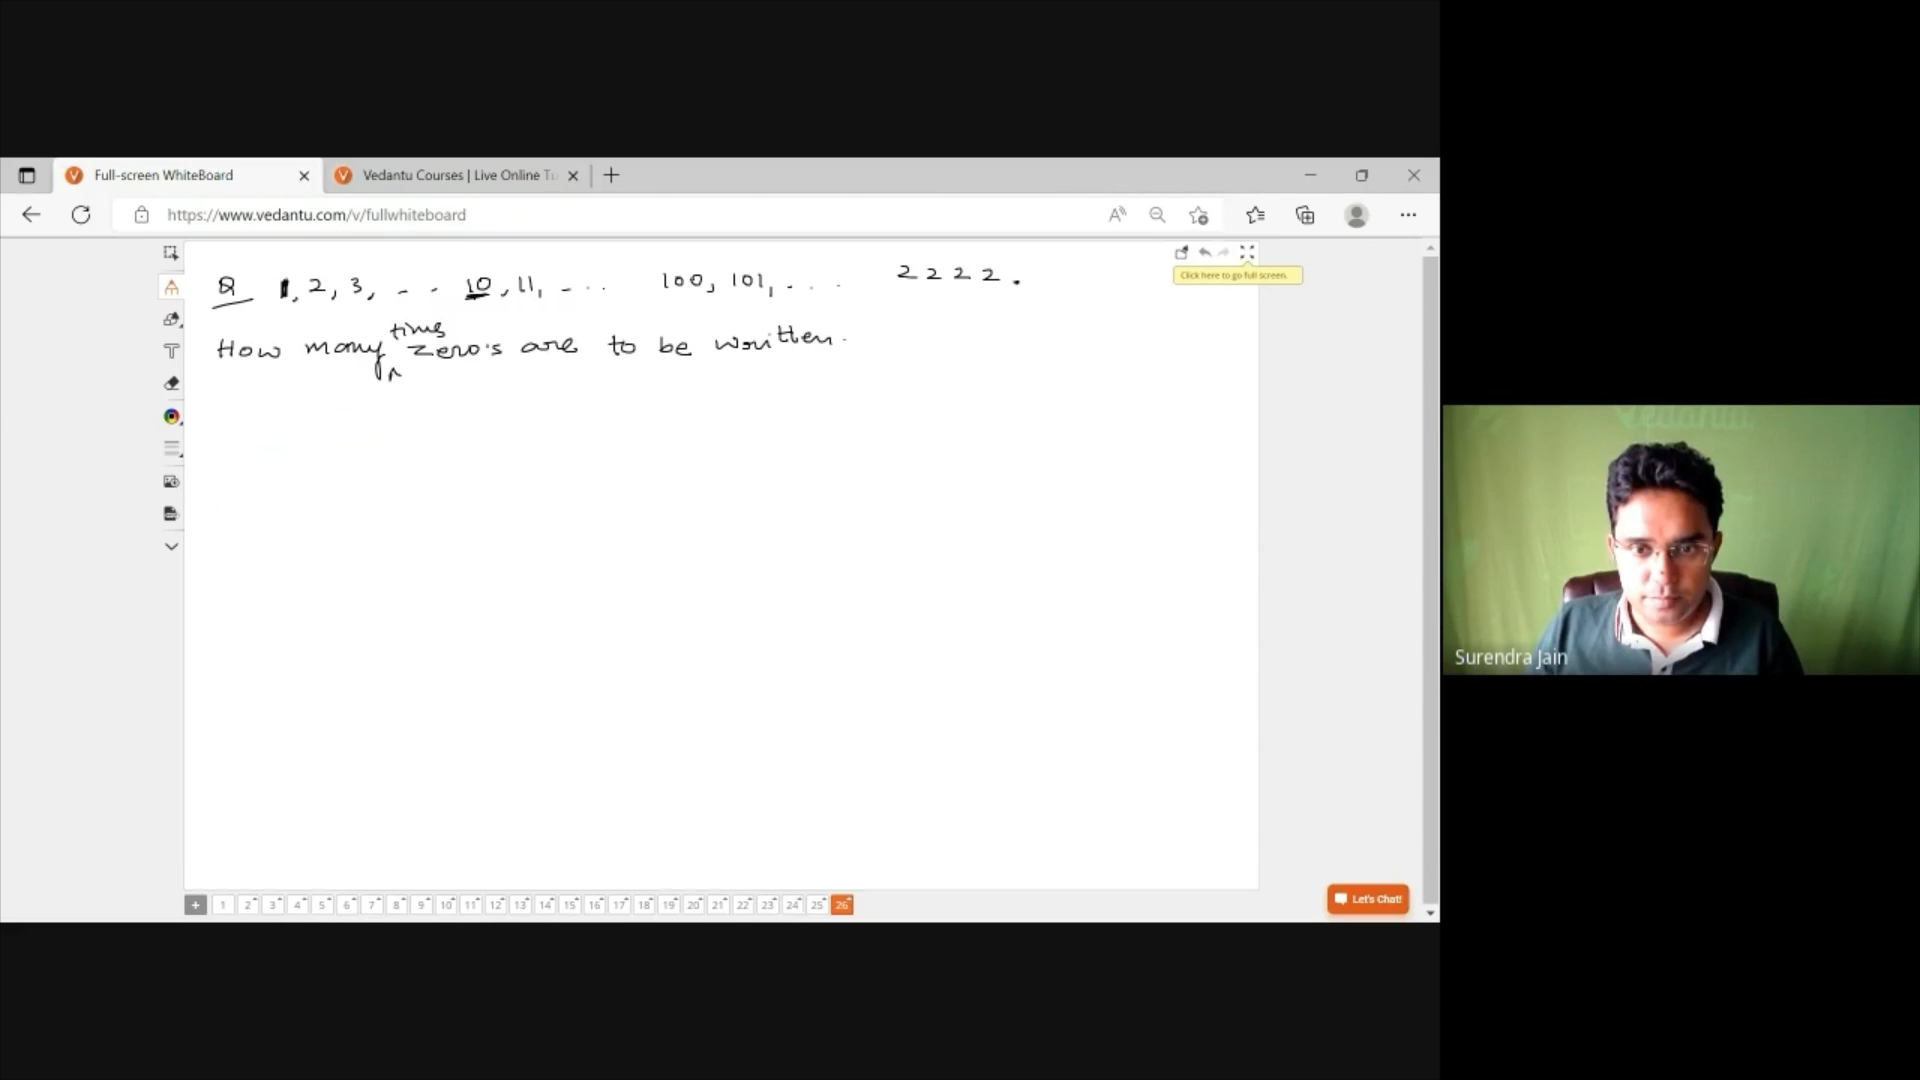 Full-screen WhiteBoard
Vedantu Courses | Live Online Tu
https://www.vedantu.com/v/fullwhiteboard
Click here to go full screen.
Q 1, 2, 3, - - 10, 11, - .. 100, 101, . . . 2222.
How many times zero's are to be written.
vedantu
Surendra Jain
+ 1 2 3 4 5 6 7 8 9 10 11 12 13 14 15 16 17 18 19 20 21 22 23 24 25 26
Let's Chat!